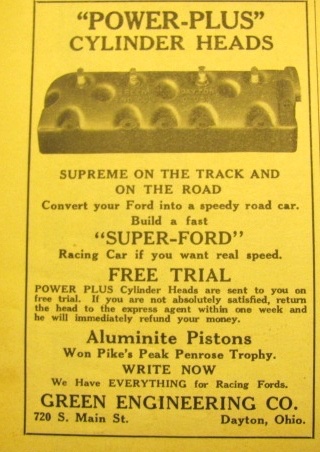 "POWER-PLUS"
CYLINDER HEADS
DAYTON
SUPREME ON THE TRACK AND
ON THE ROAD
Convert your Ford into a speedy road car.
Build a fast
"SUPER-FORD"
Racing Car if you want real speed.
FREE TRIAL
POWER PLUS Cylinder Heads are sent to you on
free trial. If you are not absolutely satisfied, return
the head to the express agent within one week and
he will immediately refund your money.
Aluminite Pistons
Won Pike's Peak Penrose Trophy.
WRITE NOW
We Have EVERYTHING for Racing Fords.
GREEN ENGINEERING CO.
720 S. Main St. Dayton, Ohio.